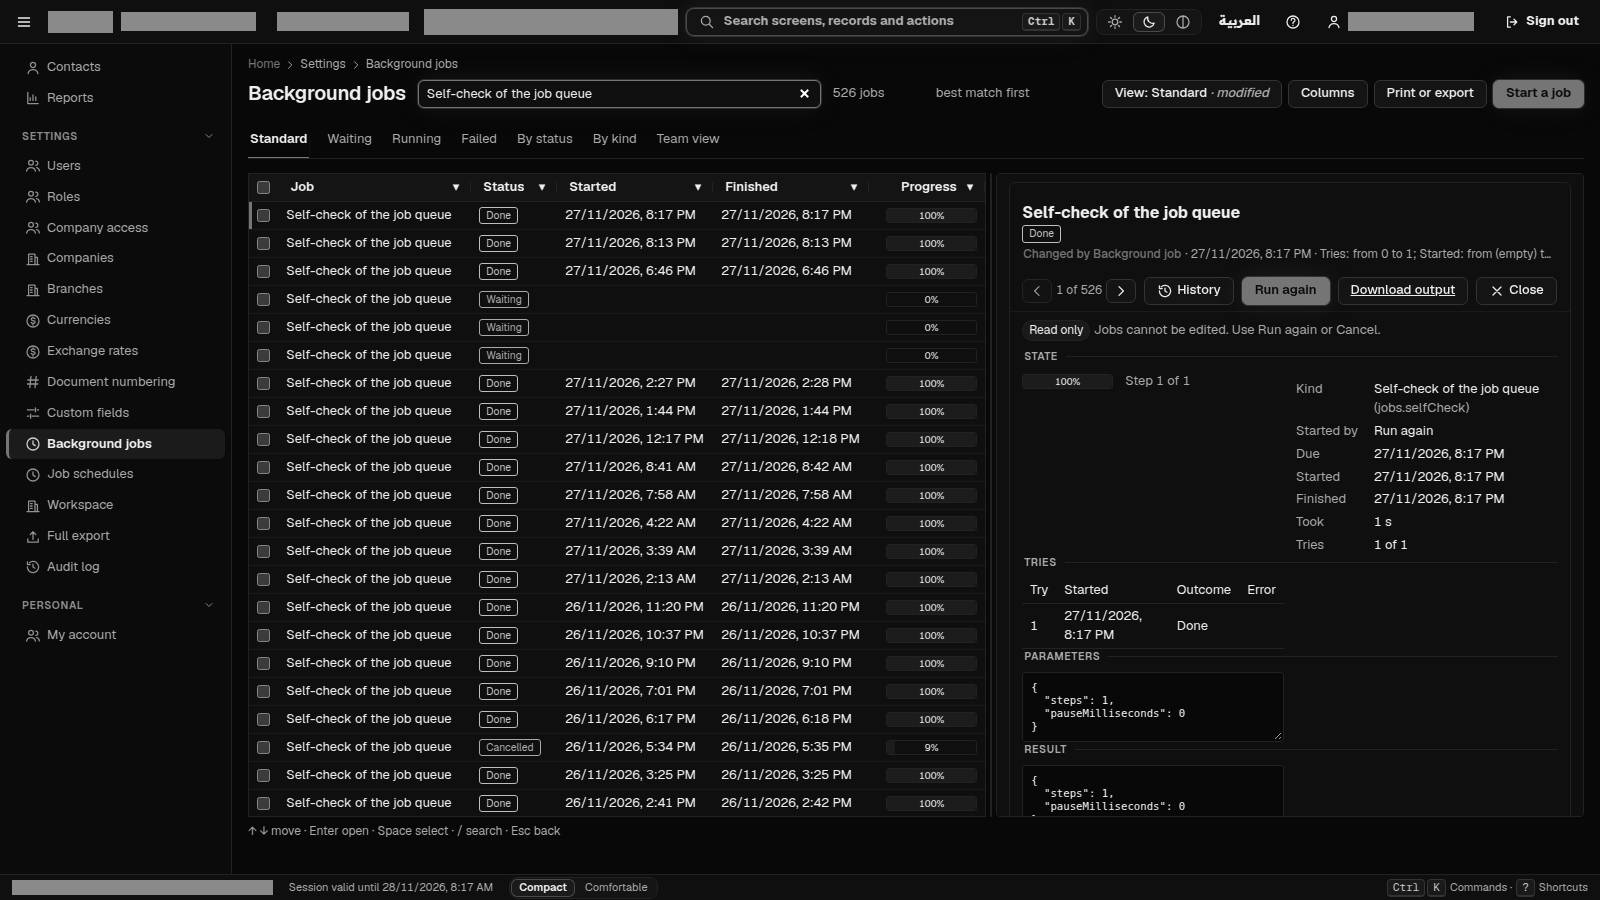 Search screens, records and actions Ctrl K
العربية
Sign out
Contacts
Reports
SETTINGS
Users
Roles
Company access
Companies
Branches
Currencies
Exchange rates
Document numbering
Custom fields
Background jobs
Job schedules
Workspace
Full export
Audit log
PERSONAL
My account
Home > Settings > Background jobs
Background jobs
Self-check of the job queue
526 jobs
best match first
View: Standard · modified
Columns
Print or export
Start a job
Standard Waiting Running Failed By status By kind Team view
Job Status Started Finished Progress
Self-check of the job queue Done 27/11/2026, 8:17 PM 27/11/2026, 8:17 PM 100%
Self-check of the job queue Done 27/11/2026, 8:13 PM 27/11/2026, 8:13 PM 100%
Self-check of the job queue Done 27/11/2026, 6:46 PM 27/11/2026, 6:46 PM 100%
Self-check of the job queue Waiting 0%
Self-check of the job queue Waiting 0%
Self-check of the job queue Waiting 0%
Self-check of the job queue Done 27/11/2026, 2:27 PM 27/11/2026, 2:28 PM 100%
Self-check of the job queue Done 27/11/2026, 1:44 PM 27/11/2026, 1:44 PM 100%
Self-check of the job queue Done 27/11/2026, 12:17 PM 27/11/2026, 12:18 PM 100%
Self-check of the job queue Done 27/11/2026, 8:41 AM 27/11/2026, 8:42 AM 100%
Self-check of the job queue Done 27/11/2026, 7:58 AM 27/11/2026, 7:58 AM 100%
Self-check of the job queue Done 27/11/2026, 4:22 AM 27/11/2026, 4:22 AM 100%
Self-check of the job queue Done 27/11/2026, 3:39 AM 27/11/2026, 3:39 AM 100%
Self-check of the job queue Done 27/11/2026, 2:13 AM 27/11/2026, 2:13 AM 100%
Self-check of the job queue Done 26/11/2026, 11:20 PM 26/11/2026, 11:20 PM 100%
Self-check of the job queue Done 26/11/2026, 10:37 PM 26/11/2026, 10:37 PM 100%
Self-check of the job queue Done 26/11/2026, 9:10 PM 26/11/2026, 9:10 PM 100%
Self-check of the job queue Done 26/11/2026, 7:01 PM 26/11/2026, 7:01 PM 100%
Self-check of the job queue Done 26/11/2026, 6:17 PM 26/11/2026, 6:18 PM 100%
Self-check of the job queue Cancelled 26/11/2026, 5:34 PM 26/11/2026, 5:35 PM 9%
Self-check of the job queue Done 26/11/2026, 3:25 PM 26/11/2026, 3:25 PM 100%
Self-check of the job queue Done 26/11/2026, 2:41 PM 26/11/2026, 2:42 PM 100%
↑↓ move · Enter open · Space select · / search · Esc back
Self-check of the job queue
Done
Changed by Background job · 27/11/2026, 8:17 PM · Tries: from 0 to 1; Started: from (empty) t…
1 of 526
History
Run again
Download output
Close
Read only Jobs cannot be edited. Use Run again or Cancel.
STATE
100% Step 1 of 1
Kind Self-check of the job queue
(jobs.selfCheck)
Started by Run again
Due 27/11/2026, 8:17 PM
Started 27/11/2026, 8:17 PM
Finished 27/11/2026, 8:17 PM
Took 1 s
Tries 1 of 1
TRIES
Try Started Outcome Error
1 27/11/2026, 8:17 PM Done
PARAMETERS
{
"steps": 1,
"pauseMilliseconds": 0
}
RESULT
{
"steps": 1,
"pauseMilliseconds": 0
Session valid until 28/11/2026, 8:17 AM
Compact Comfortable
Ctrl K Commands · ? Shortcuts